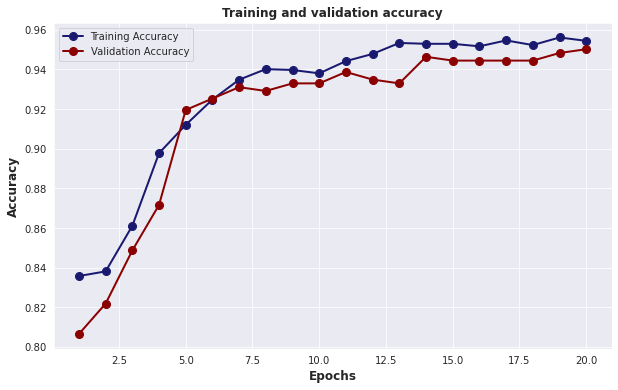 Training and validation accuracy
Training Accuracy
Validation Accuracy
Accuracy
0.96
0.94
0.92
0.90
0.88
0.86
0.84
0.82
0.80
2.5 5.0 7.5 10.0 12.5 15.0 17.5 20.0
Epochs